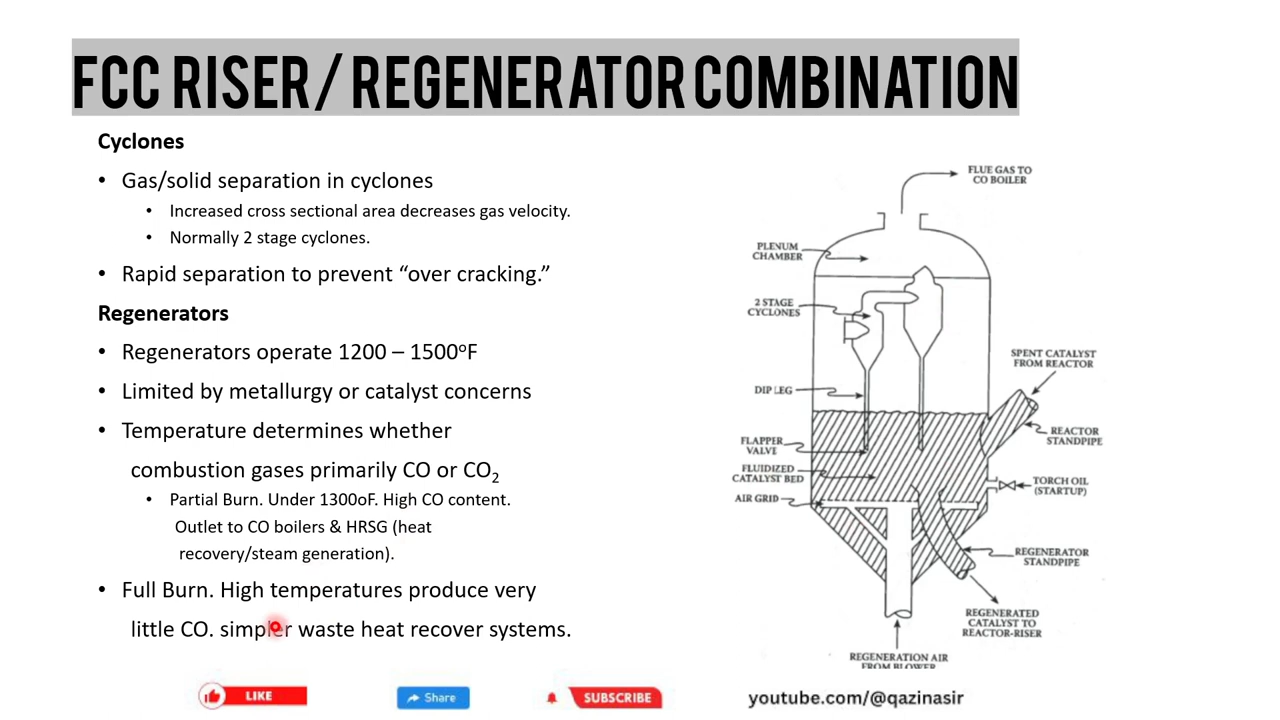 FCC RISER / REGENERATOR COMBINATION
Cyclones
• Gas/solid separation in cyclones
• Increased cross sectional area decreases gas velocity.
• Normally 2 stage cyclones.
• Rapid separation to prevent “over cracking.”
Regenerators
• Regenerators operate 1200 – 1500°F
• Limited by metallurgy or catalyst concerns
• Temperature determines whether
combustion gases primarily CO or CO₂
• Partial Burn. Under 1300oF. High CO content.
Outlet to CO boilers & HRSG (heat
recovery/steam generation).
• Full Burn. High temperatures produce very
little CO. simpler waste heat recover systems.
FLUE GAS TO
CO BOILER
PLENUM
CHAMBER
2 STAGE
CYCLONES
SPENT CATALYST
FROM REACTOR
DIP LEG
REACTOR
STANDPIPE
FLAPPER
VALVE
FLUIDIZED
CATALYST BED
TORCH OIL
(STARTUP)
AIR GRID
REGENERATOR
STANDPIPE
REGENERATED
CATALYST TO
REACTOR-RISER
REGENERATION AIR
FROM BLOWER
LIKE
Share
SUBSCRIBE
youtube.com/@qazinasir